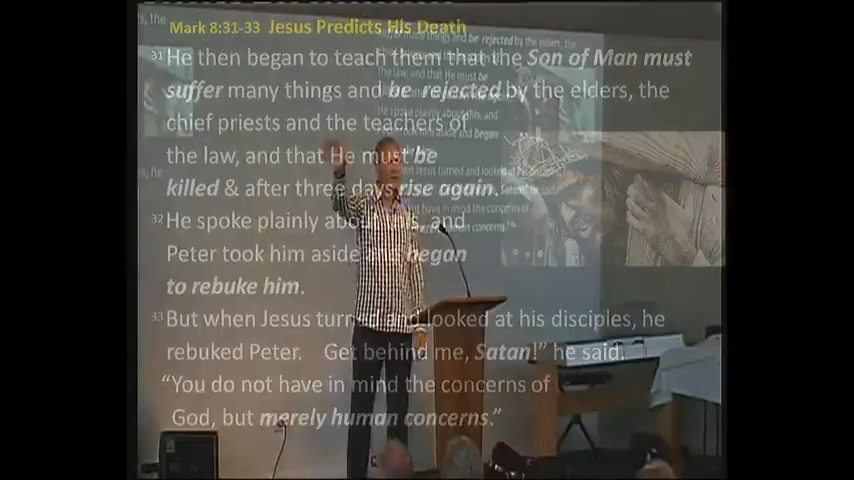 Mark 8:31-33 Jesus Predicts His Death
31 He then began to teach them that the Son of Man must
suffer many things and be rejected by the elders, the
chief priests and the teachers of
the law, and that He must be
killed & after three days rise again.
32 He spoke plainly about this, and
Peter took him aside and began
to rebuke him.
33 But when Jesus turned and looked at his disciples, he
rebuked Peter. Get behind me, Satan!” he said.
“You do not have in mind the concerns of
God, but merely human concerns.”